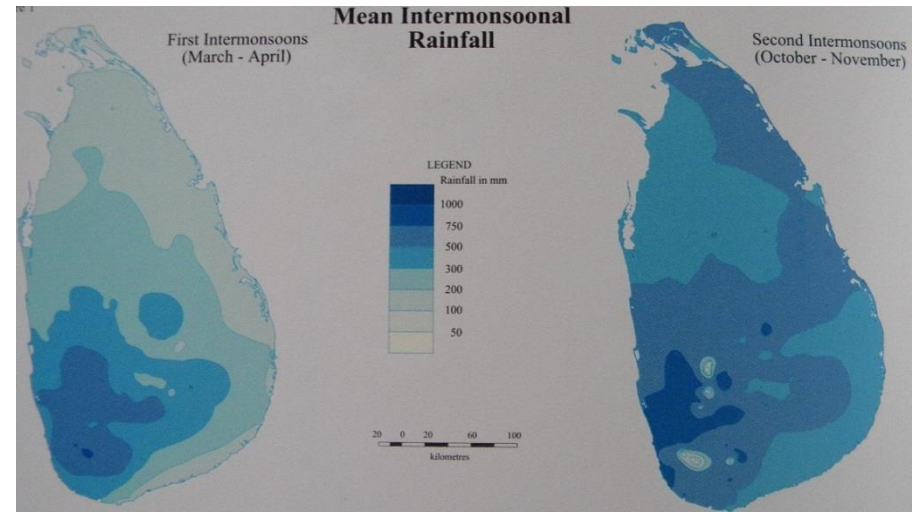 Mean Intermonsoonal
Rainfall
First Intermonsoons
(March - April)
Second Intermonsoons
(October - November)
LEGEND
Rainfall in mm
1000
750
500
300
200
100
50
20 0 20 60 100
kilometres